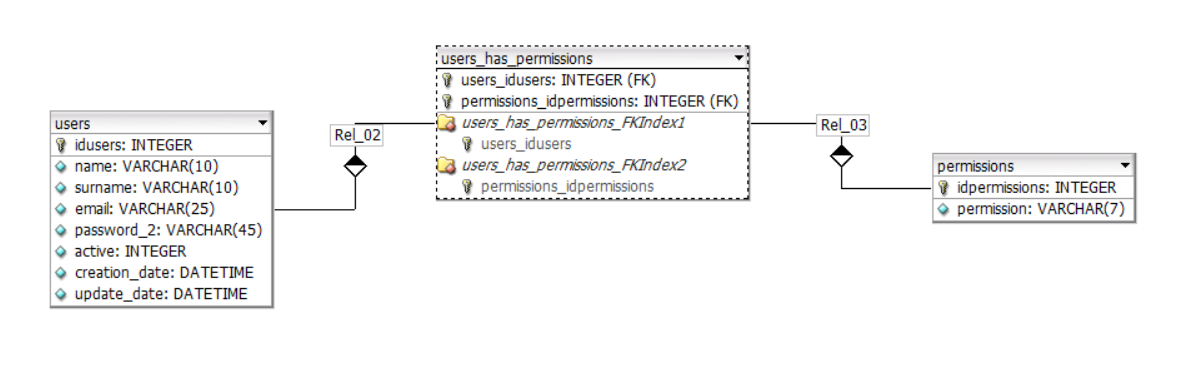 users_has_permissions
users_idusers: INTEGER (FK)
permissions_idpermissions: INTEGER (FK)
users_has_permissions_FKIndex1
users_idusers
users_has_permissions_FKIndex2
permissions_idpermissions
users
idusers: INTEGER
name: VARCHAR(10)
surname: VARCHAR(10)
email: VARCHAR(25)
password_2: VARCHAR(45)
active: INTEGER
creation_date: DATETIME
update_date: DATETIME
Rel_02
Rel_03
permissions
idpermissions: INTEGER
permission: VARCHAR(7)